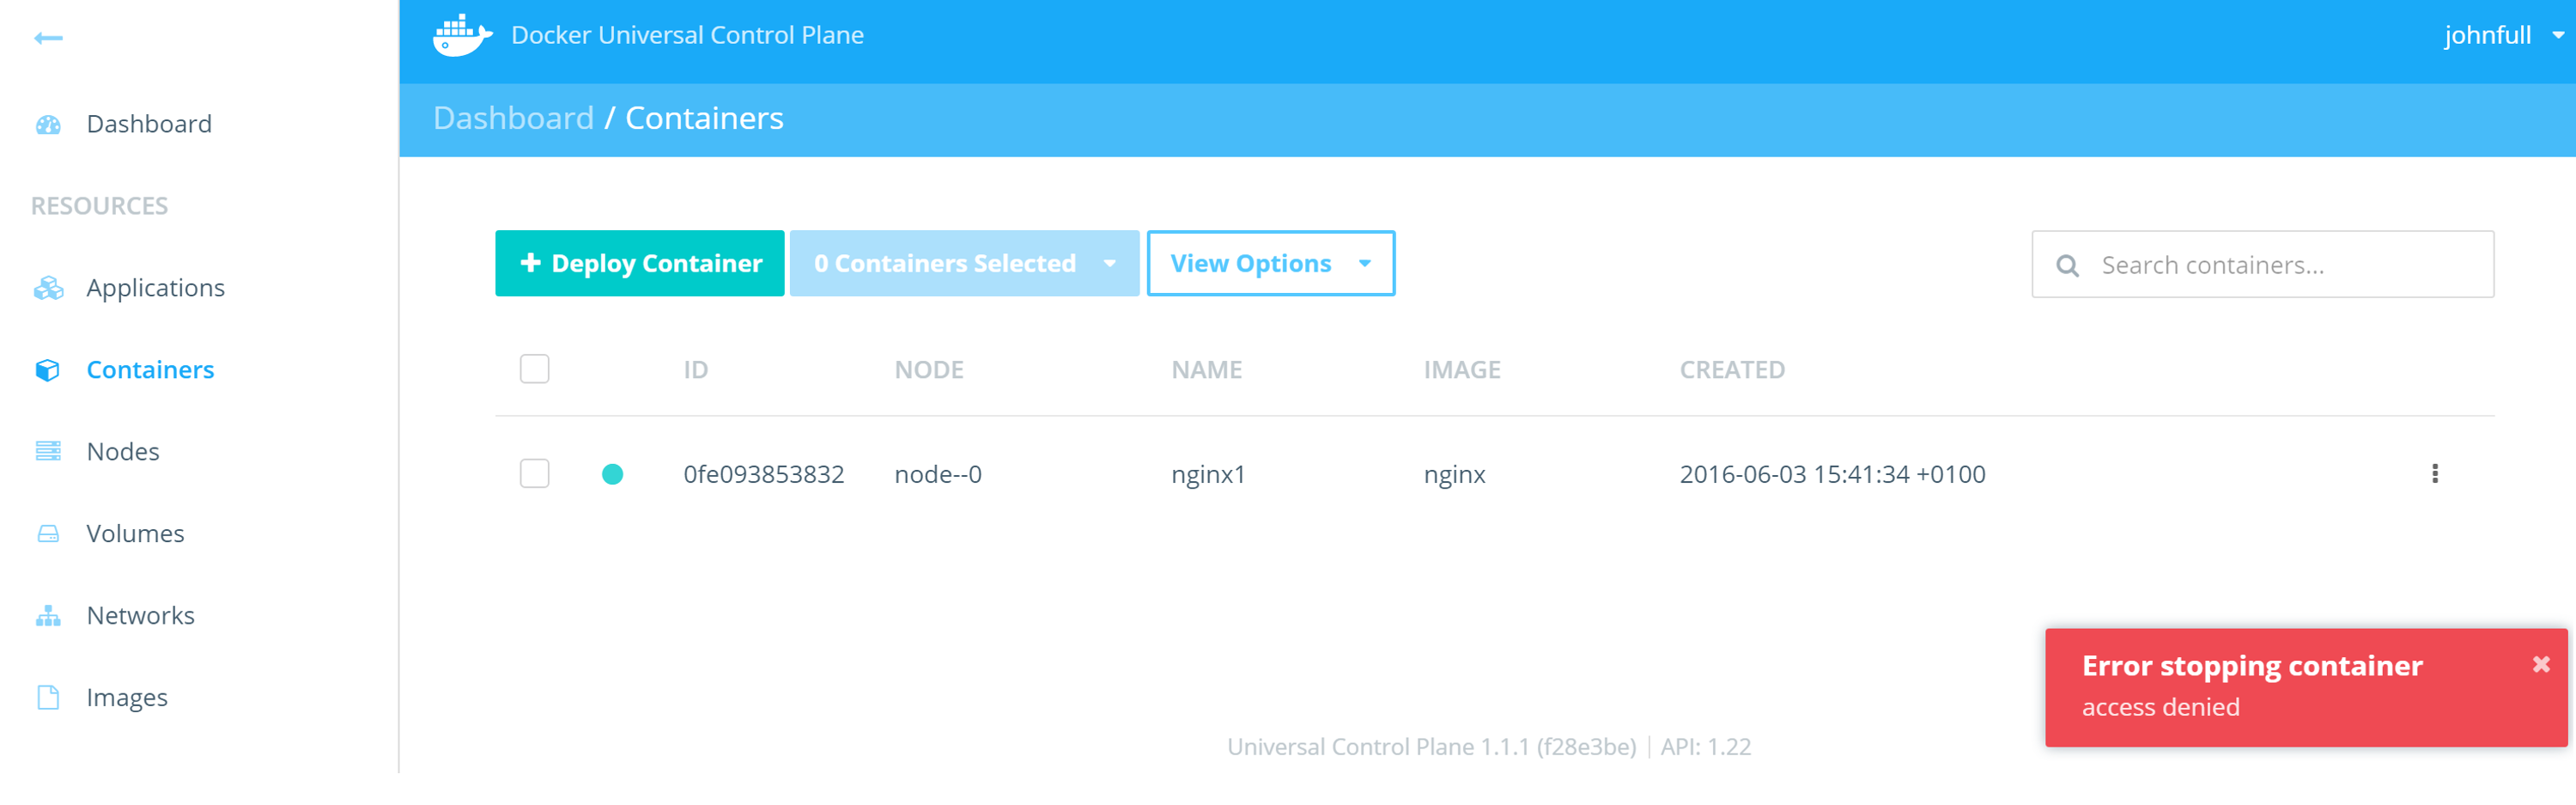 Docker Universal Control Plane
johnfull
Dashboard / Containers
Dashboard
RESOURCES
Applications
Containers
Nodes
Volumes
Networks
Images
Deploy Container
0 Containers Selected
View Options
Search containers...
ID NODE NAME IMAGE CREATED
0fe093853832 node--0 nginx1 nginx 2016-06-03 15:41:34 +0100
Error stopping container
access denied
Universal Control Plane 1.1.1 (f28e3be) | API: 1.22